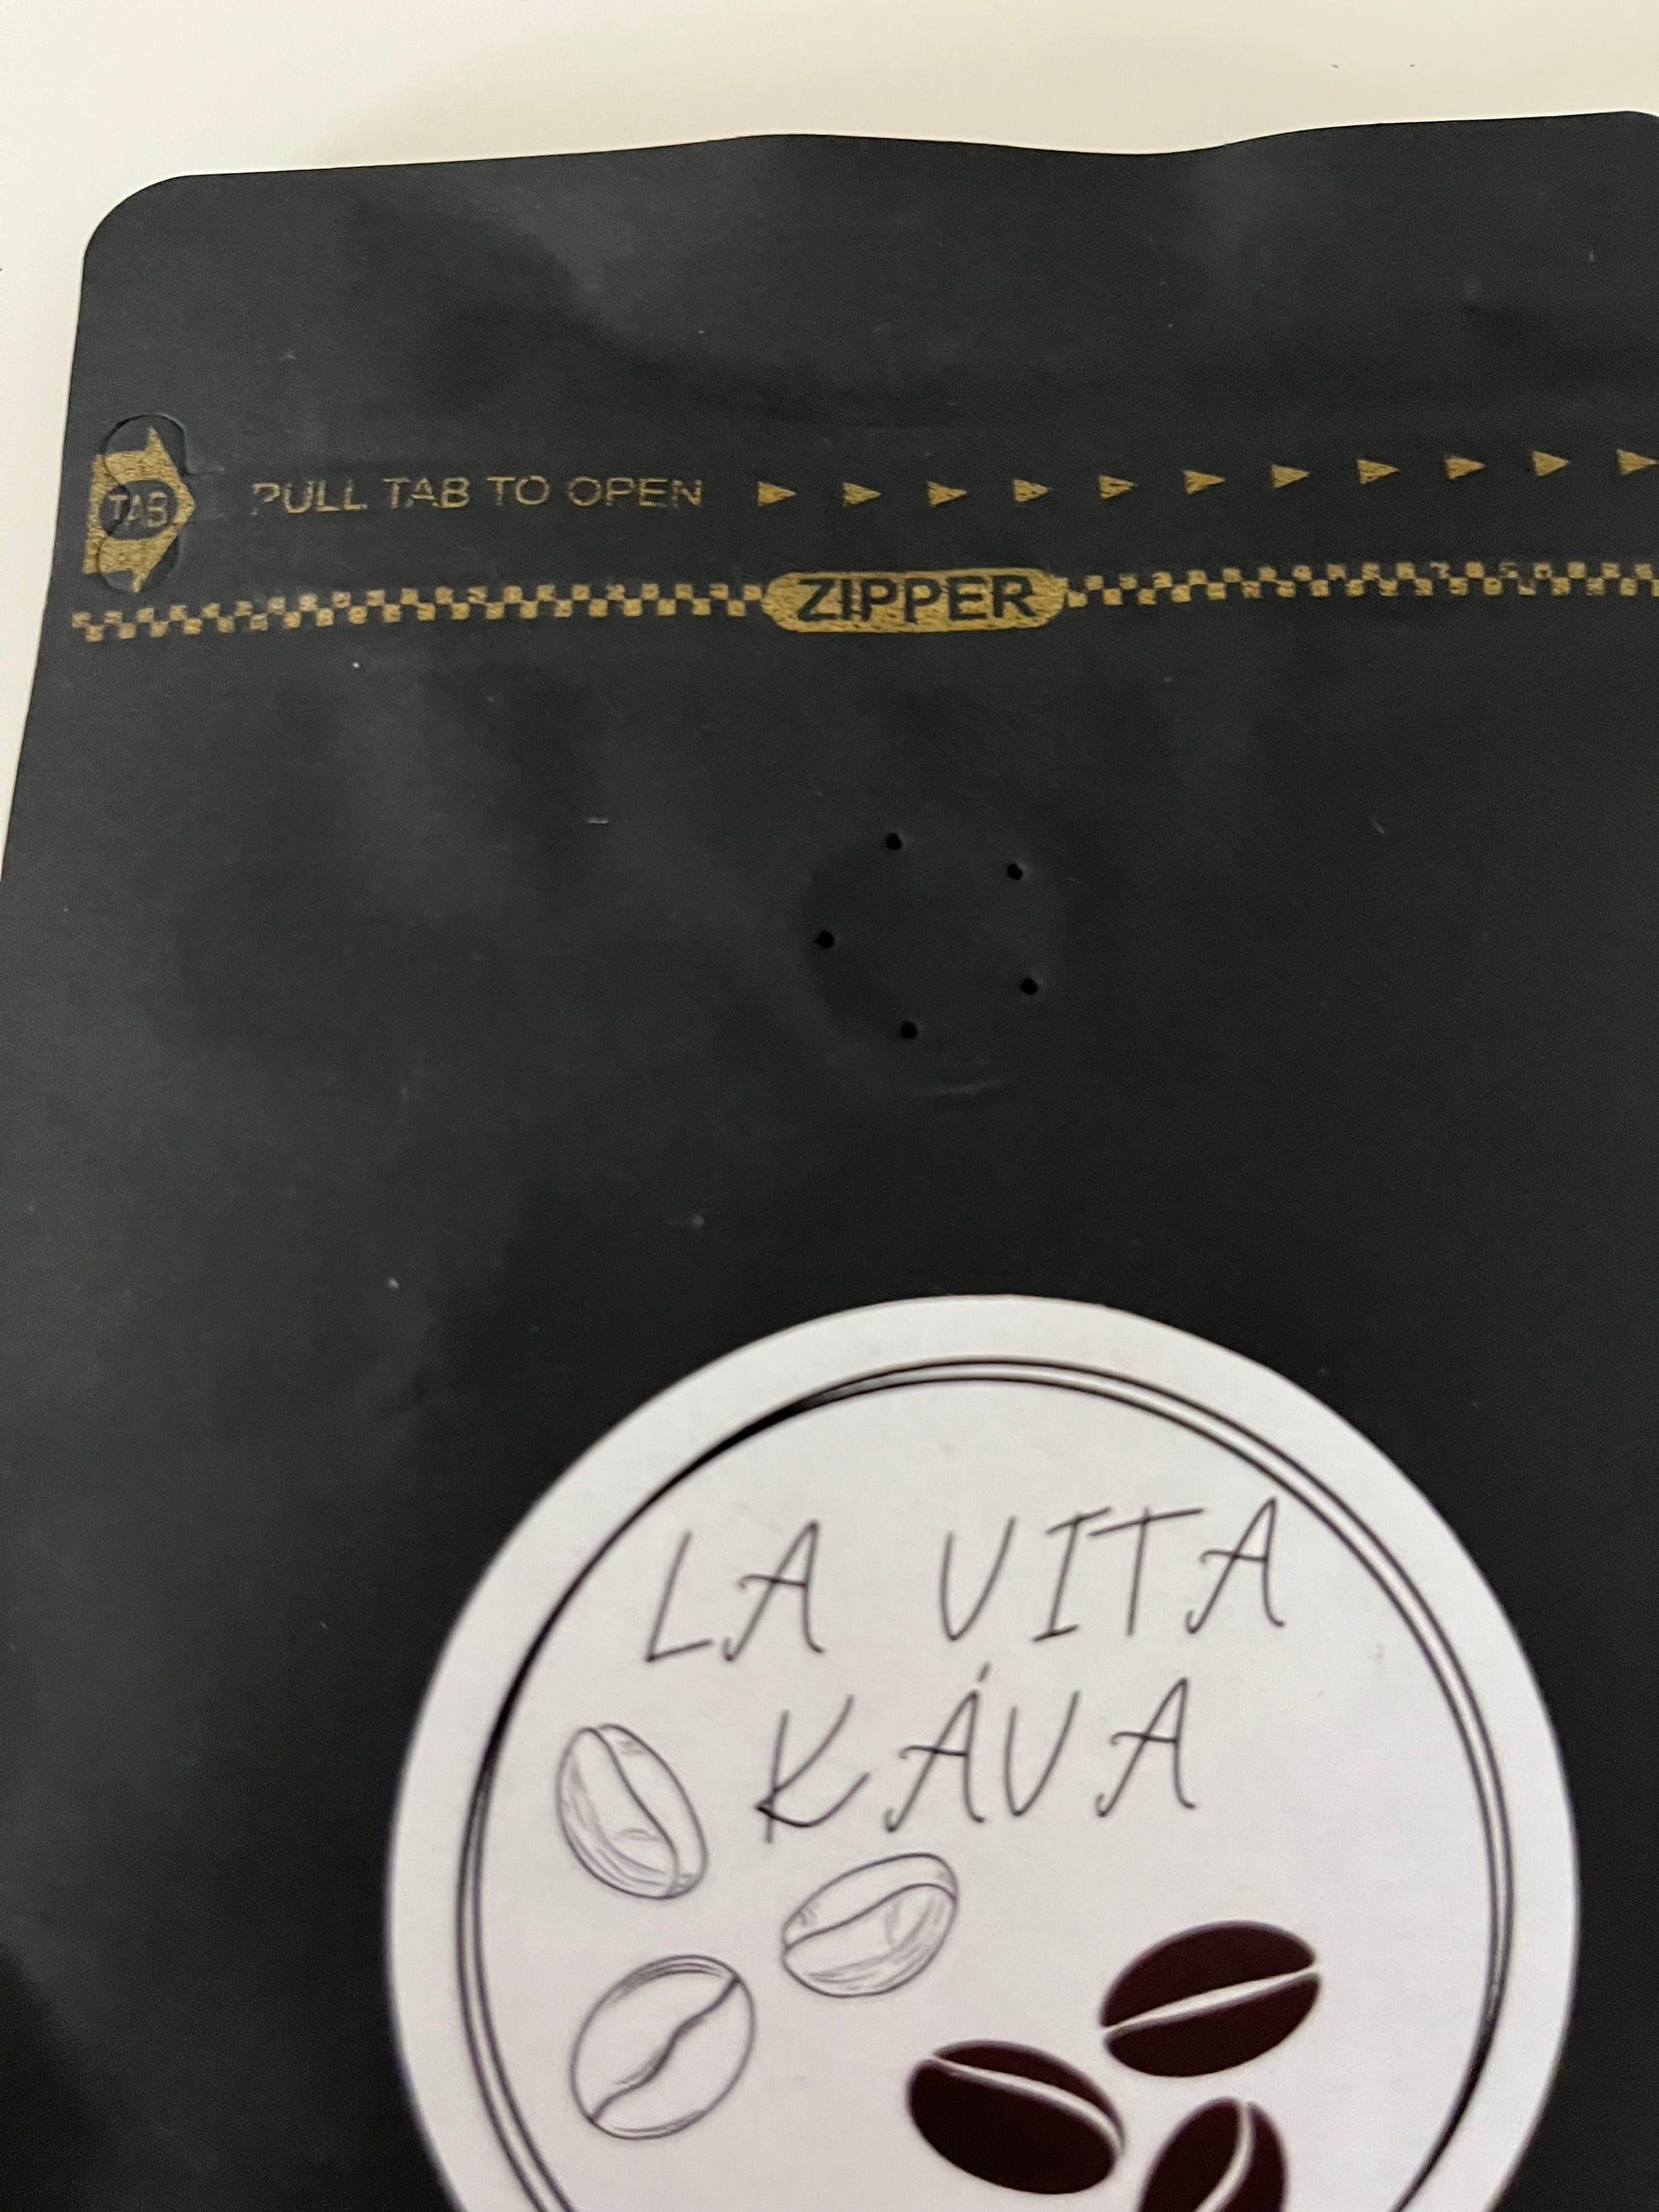 TAB
PULL TAB TO OPEN
ZIPPER
LA VITA
KÁVA